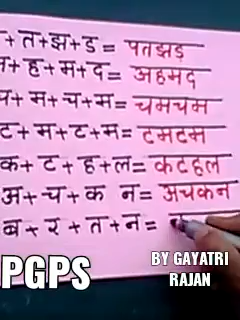 + त + झ + ड = पतझड
+ ह + म + द = अहमद
+ म + च + म = चमचम
ट + म + ट + म = टमटम
क + ट + ह + ल = कटहल
अ + च + क न = अचकन
ब + र + त + न =
PGPS
BY GAYATRI
RAJAN